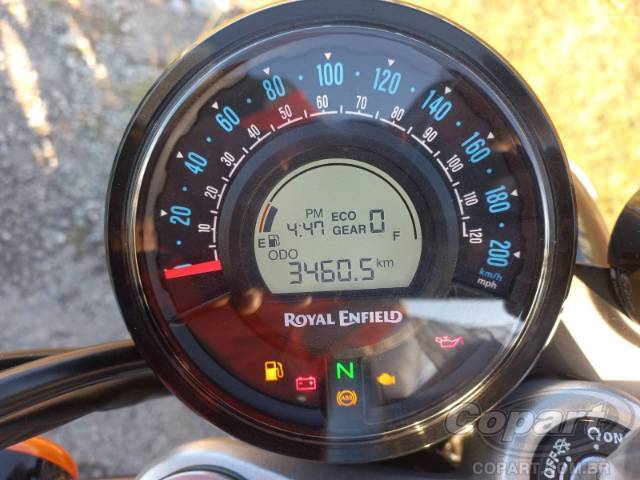 20 40 60 80 100 120 140 160 180 200
km/h
10 20 30 40 50 60 70 80 90 100 110 120
mph
PM ECO
4:47 GEAR 0
E F
ODO
3460.5 km
ROYAL ENFIELD
N
ABS
OFF
Copart
COPART.COM.BR